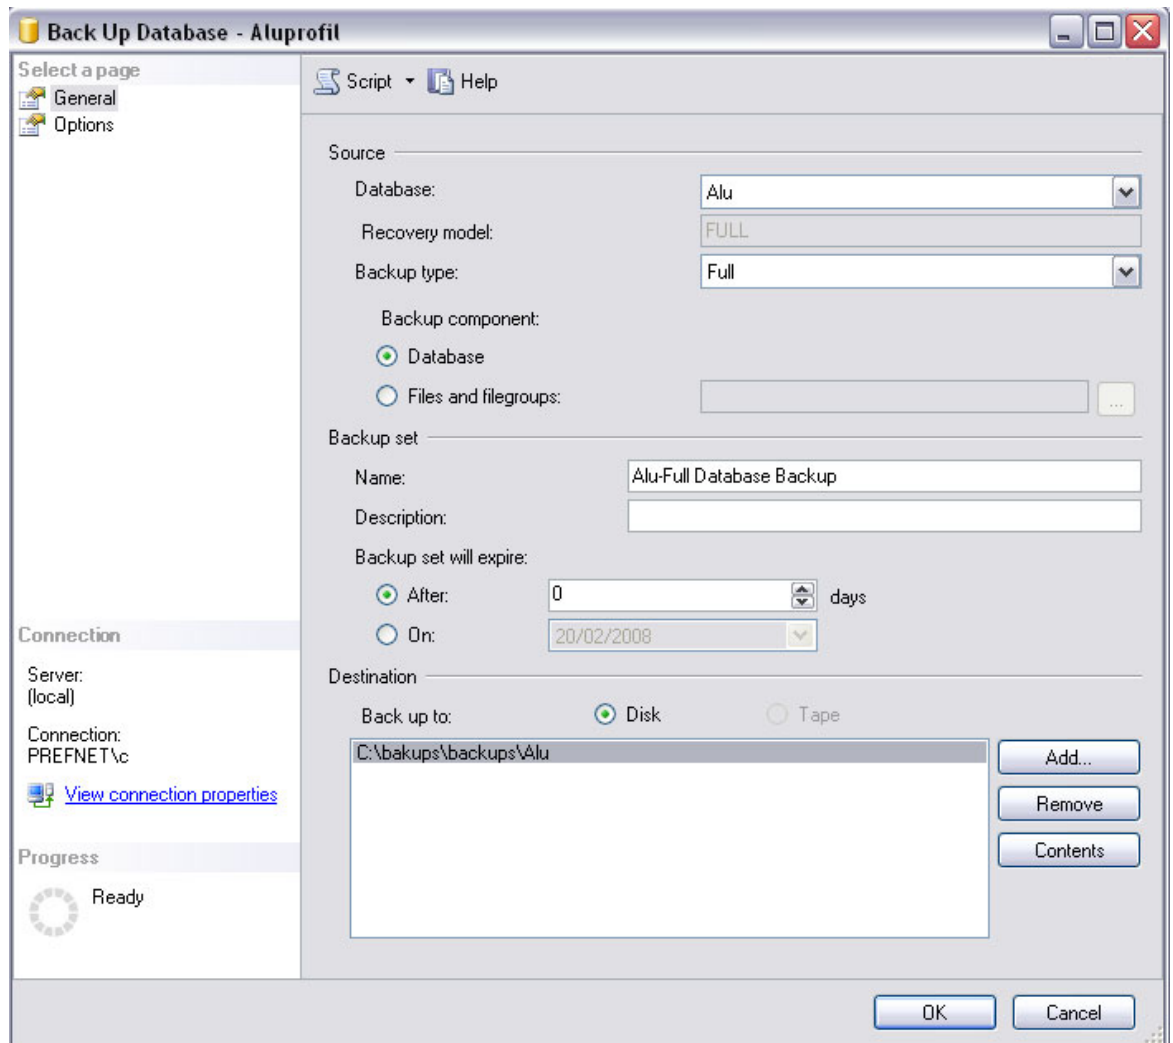 Back Up Database - Aluprofil
Select a page
General
Options
Script
Help
Source
Database:
Alu
Recovery model:
FULL
Backup type:
Full
Backup component:
Database
Files and filegroups:
...
Backup set
Name:
Alu-Full Database Backup
Description:
Backup set will expire:
After:
0
days
On:
20/02/2008
Destination
Back up to:
Disk
Tape
C:\bakups\backups\Alu
Add...
Remove
Contents
Connection
Server:
(local)
Connection:
PREFNET\c
View connection properties
Progress
Ready
OK
Cancel